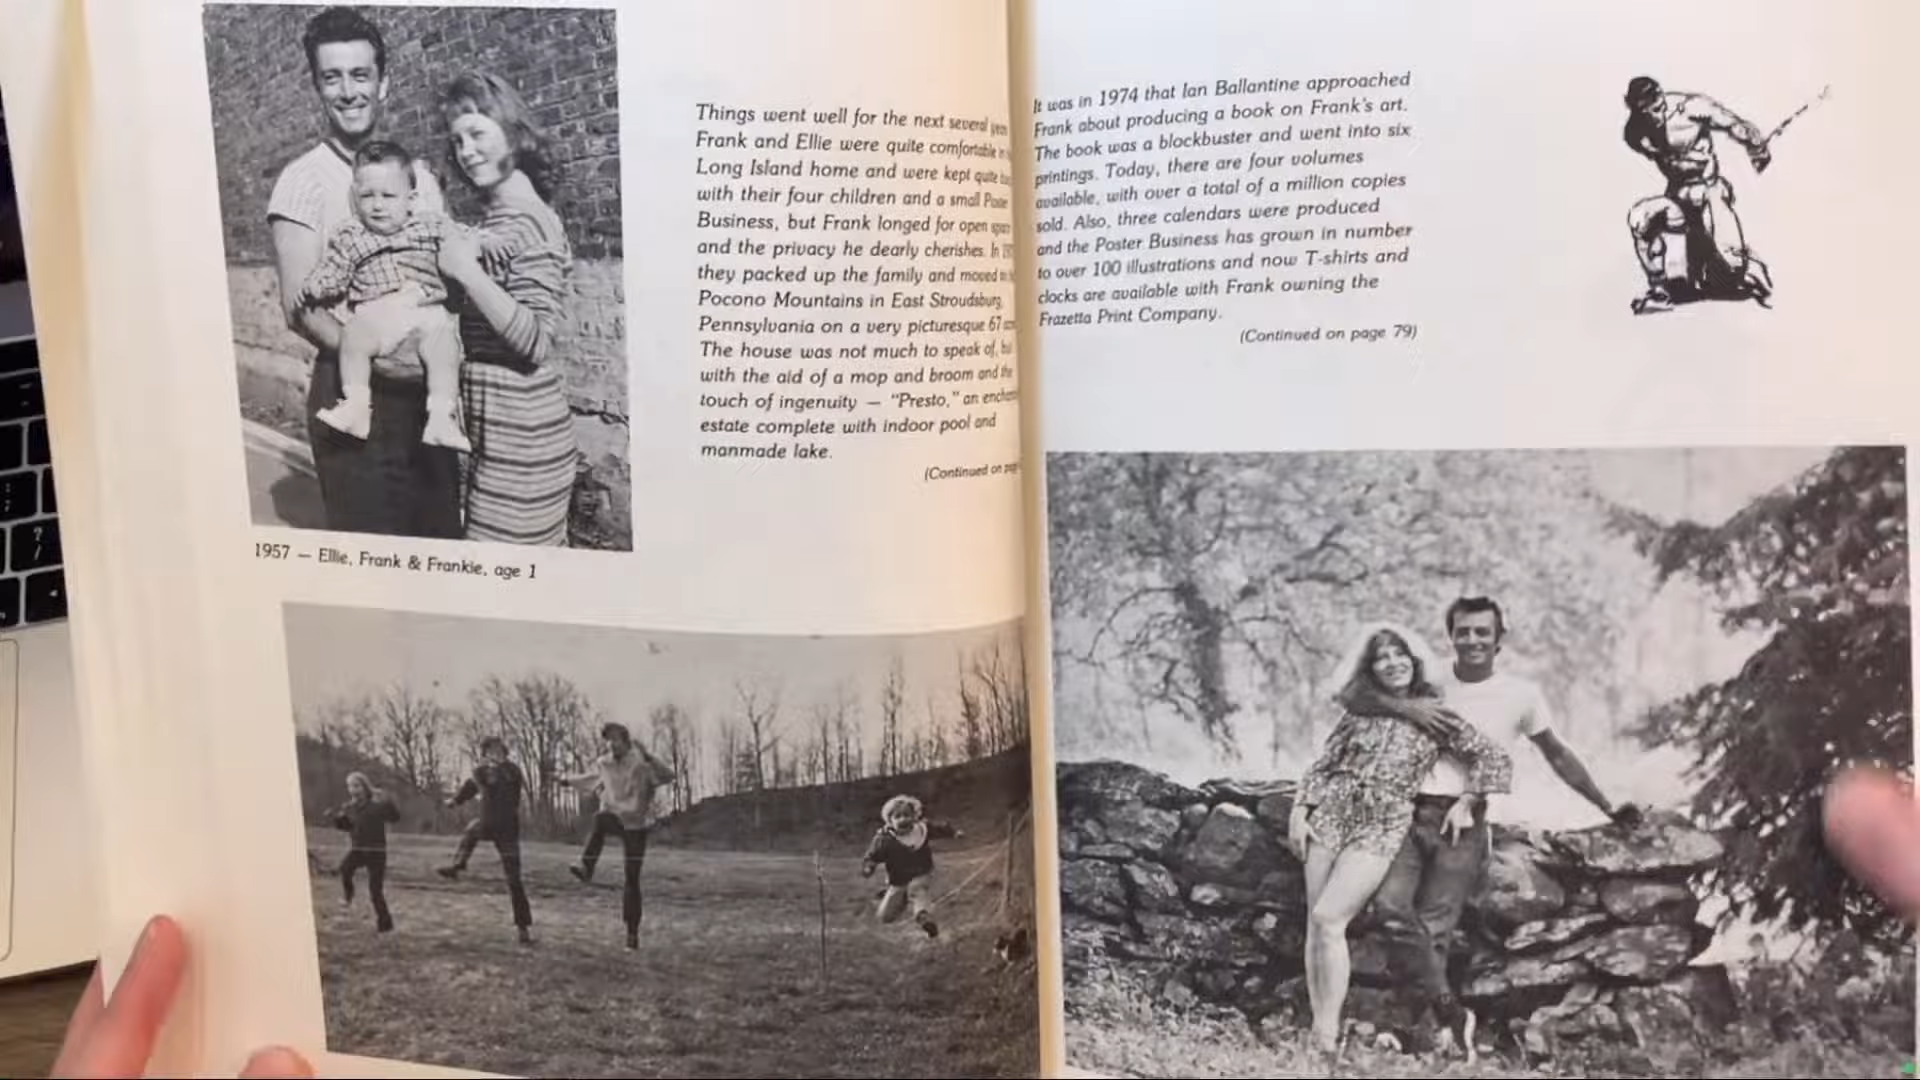 Things went well for the next several
Frank and Ellie were quite comfortable in
Long Island home and were kept quite
with their four children and a small
Business, but Frank longed for open
and the privacy he dearly cherishes. In
they packed up the family and moved
Pocono Mountains in East Stroudsburg,
Pennsylvania on a very picturesque 67
The house was not much to speak of,
with the aid of a mop and broom and the
touch of ingenuity — "Presto," an
estate complete with indoor pool and
manmade lake.
(Continued on
1957 — Ellie, Frank & Frankie, age 1
It was in 1974 that Ian Ballantine approached
Frank about producing a book on Frank's art.
The book was a blockbuster and went into six
printings. Today, there are four volumes
available, with over a total of a million copies
sold. Also, three calendars were produced
and the Poster Business has grown in number
to over 100 illustrations and now T-shirts and
clocks are available with Frank owning the
Frazetta Print Company.
(Continued on page 79)